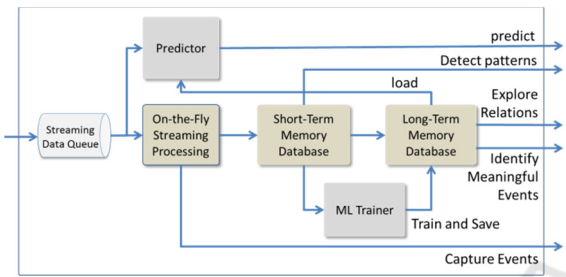 predict
Predictor
Detect patterns
load
Explore
Relations
Streaming
Data Queue
On-the-Fly
Streaming
Processing
Short-Term
Memory
Database
Long-Term
Memory
Database
Identify
Meaningful
Events
ML Trainer
Train and Save
Capture Events